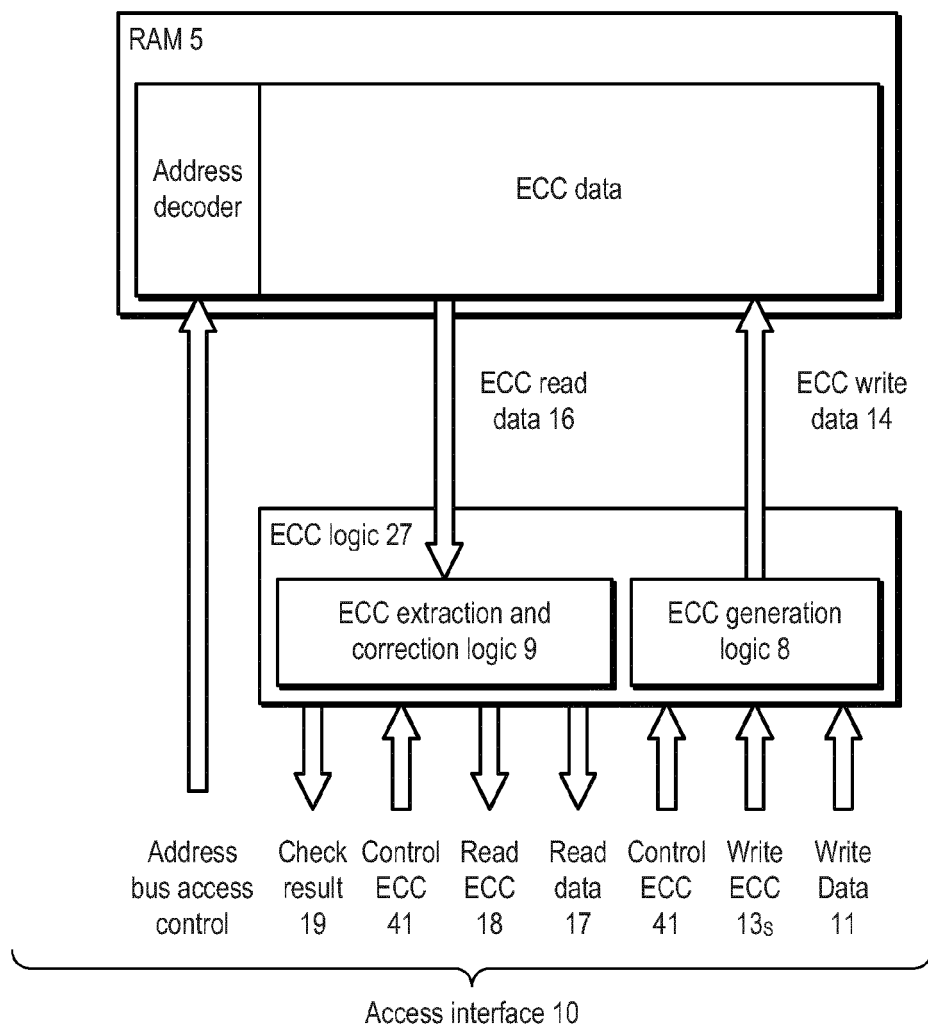 RAM 5
Address
decoder
ECC data
ECC read
data 16
ECC write
data 14
ECC logic 27
ECC extraction and
correction logic 9
ECC generation
logic 8
Address
bus access
control
Check
result
19
Control
ECC
41
Read
ECC
18
Read
data
17
Control
ECC
41
Write
ECC
13s
Write
Data
11
Access interface 10